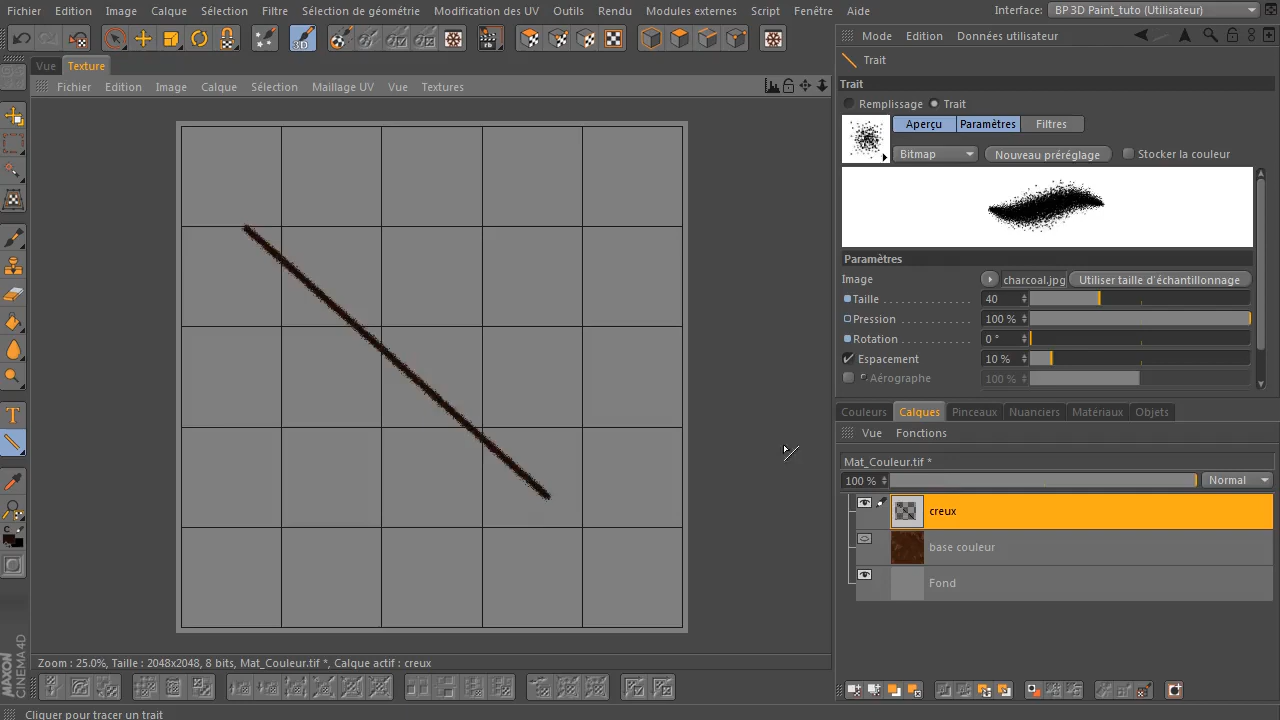 Fichier Edition Image Calque Sélection Filtre Sélection de géométrie Modification des UV Outils Rendu Modules externes Script Fenêtre Aide Interface: BP 3D Paint_tuto (Utilisateur)
3D
Mode Edition Données utilisateur
Trait
Vue Texture
Fichier Edition Image Calque Sélection Maillage UV Vue Textures
Trait
Remplissage Trait
Aperçu Paramètres Filtres
Bitmap Nouveau préréglage Stocker la couleur
Paramètres
Image charcoal.jpg Utiliser taille d'échantillonnage
Taille 40
Pression 100 %
Rotation 0 °
Espacement 10 %
Aérographe 100 %
Couleurs Calques Pinceaux Nuanciers Matériaux Objets
Vue Fonctions
Mat_Couleur.tif *
100 % Normal
creux
base couleur
Fond
T
C
Zoom : 25.0%, Taille : 2048x2048, 8 bits, Mat_Couleur.tif *, Calque actif : creux
MAXON
CINEMA 4D
Cliquer pour tracer un trait